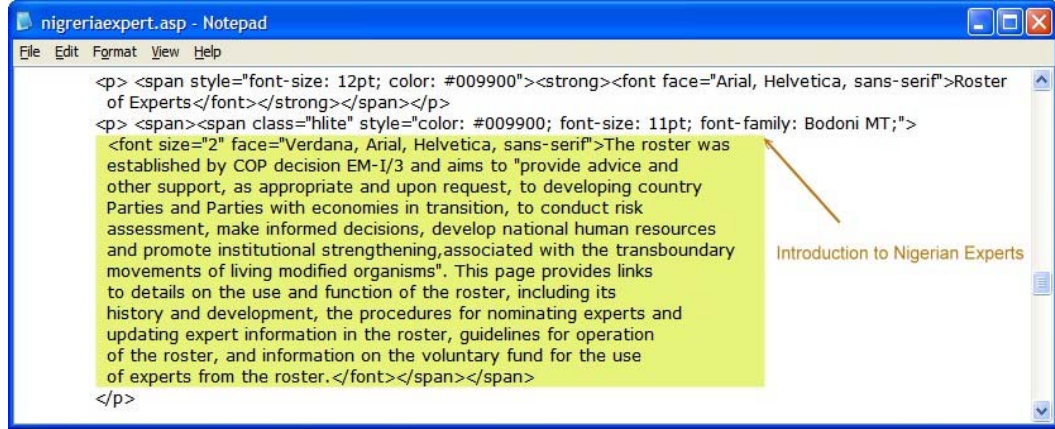 nigreriaexpert.asp - Notepad
File Edit Format View Help
<p> <span style="font-size: 12pt; color: #009900"><strong><font face="Arial, Helvetica, sans-serif">Roster
of Experts</font></strong></span></p>
<p> <span><span class="hlite" style="color: #009900; font-size: 11pt; font-family: Bodoni MT;">
<font size="2" face="Verdana, Arial, Helvetica, sans-serif">The roster was
established by COP decision EM-I/3 and aims to "provide advice and
other support, as appropriate and upon request, to developing country
Parties and Parties with economies in transition, to conduct risk
assessment, make informed decisions, develop national human resources
and promote institutional strengthening,associated with the transboundary
movements of living modified organisms". This page provides links
to details on the use and function of the roster, including its
history and development, the procedures for nominating experts and
updating expert information in the roster, guidelines for operation
of the roster, and information on the voluntary fund for the use
of experts from the roster.</font></span></span>
</p>
Introduction to Nigerian Experts